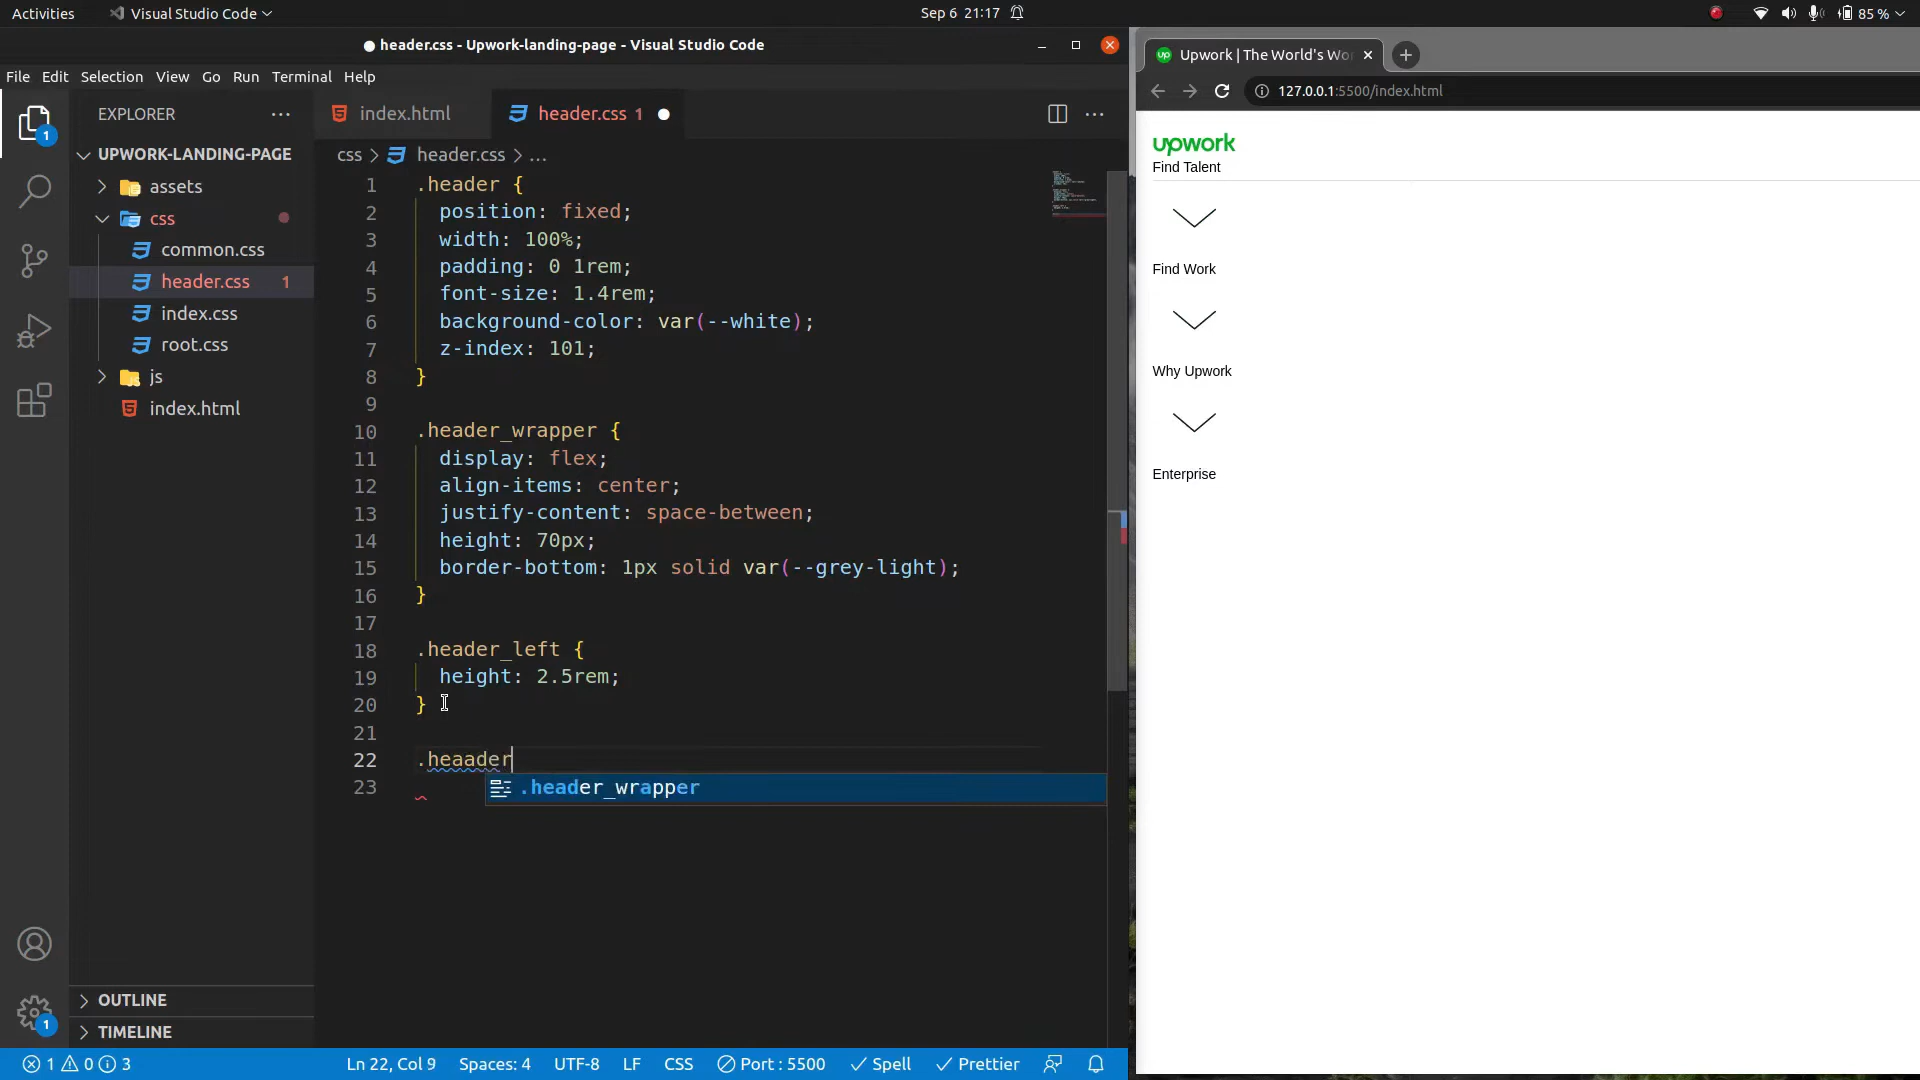 Activities
Visual Studio Code
Sep 6 21:17
85 %
● header.css - Upwork-landing-page - Visual Studio Code
File Edit Selection View Go Run Terminal Help
EXPLORER
UPWORK-LANDING-PAGE
assets
css
common.css
header.css 1
index.css
root.css
js
index.html
OUTLINE
TIMELINE
1
1
index.html
header.css 1
css > header.css > ...
1 .header {
2 position: fixed;
3 width: 100%;
4 padding: 0 1rem;
5 font-size: 1.4rem;
6 background-color: var(--white);
7 z-index: 101;
8 }
9
10 .header_wrapper {
11 display: flex;
12 align-items: center;
13 justify-content: space-between;
14 height: 70px;
15 border-bottom: 1px solid var(--grey-light);
16 }
17
18 .header_left {
19 height: 2.5rem;
20 }
21
22 .heaader
.header_wrapper
23
1 0 3
Ln 22, Col 9
Spaces: 4
UTF-8
LF
CSS
Port : 5500
Spell
Prettier
up
Upwork | The World's Wo
127.0.0.1:5500/index.html
upwork
Find Talent
Find Work
Why Upwork
Enterprise